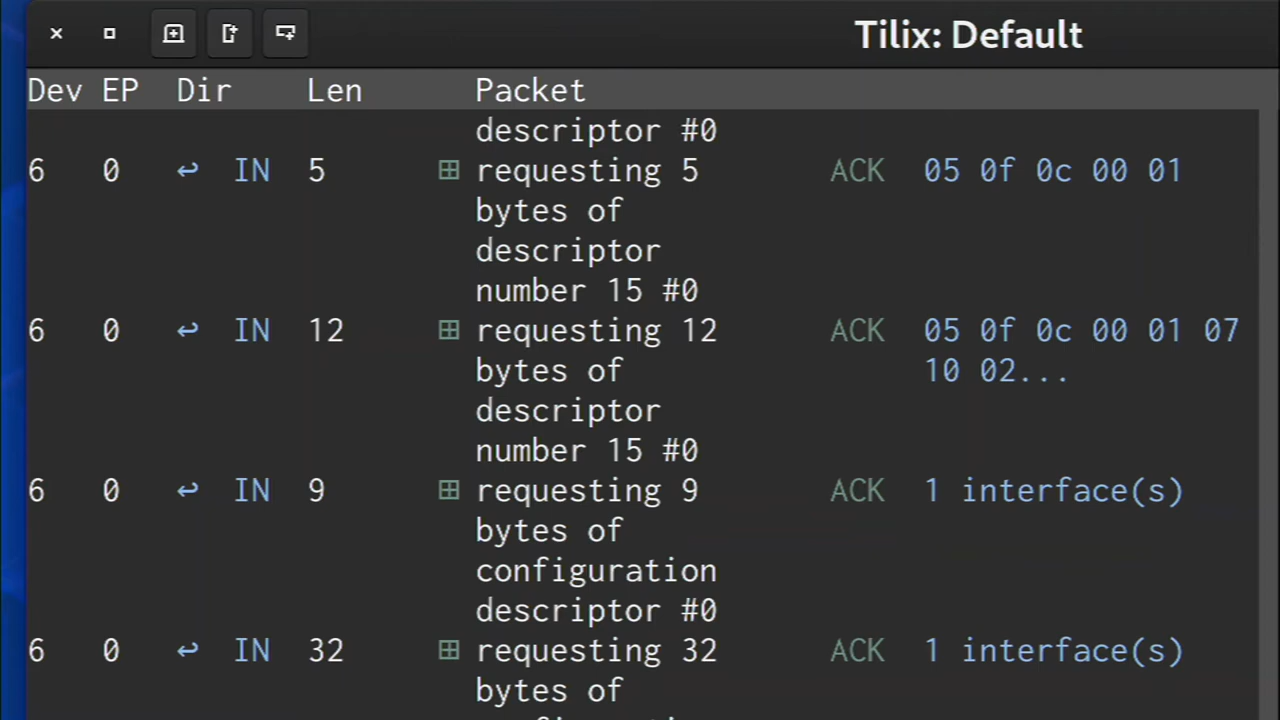 Tilix: Default
Dev EP Dir Len Packet
descriptor #0
6 0 ↩ IN 5 ⊞ requesting 5 ACK 05 0f 0c 00 01
bytes of
descriptor
number 15 #0
6 0 ↩ IN 12 ⊞ requesting 12 ACK 05 0f 0c 00 01 07
bytes of 10 02...
descriptor
number 15 #0
6 0 ↩ IN 9 ⊞ requesting 9 ACK 1 interface(s)
bytes of
configuration
descriptor #0
6 0 ↩ IN 32 ⊞ requesting 32 ACK 1 interface(s)
bytes of